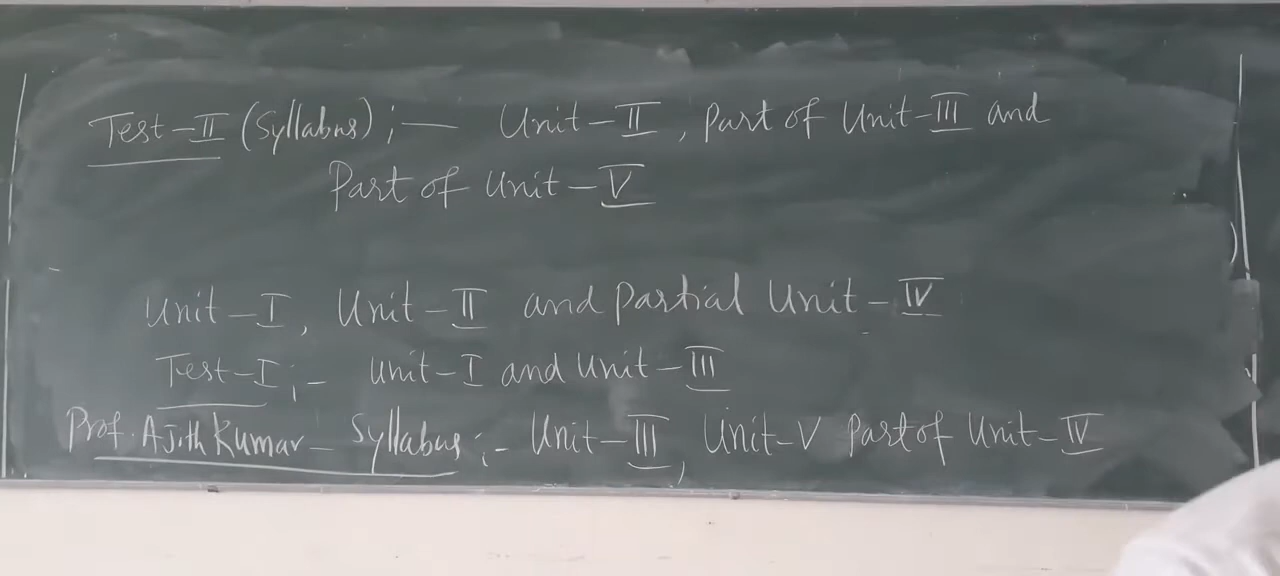 Test-II (Syllabus) ;— Unit-II, Part of Unit-III and
Part of Unit-V
Unit-I, Unit-II and Partial Unit-IV
Test-I ;- Unit-I and Unit-III
Prof. Ajith Kumar- Syllabus ;- Unit-III, Unit-V Part of Unit-IV